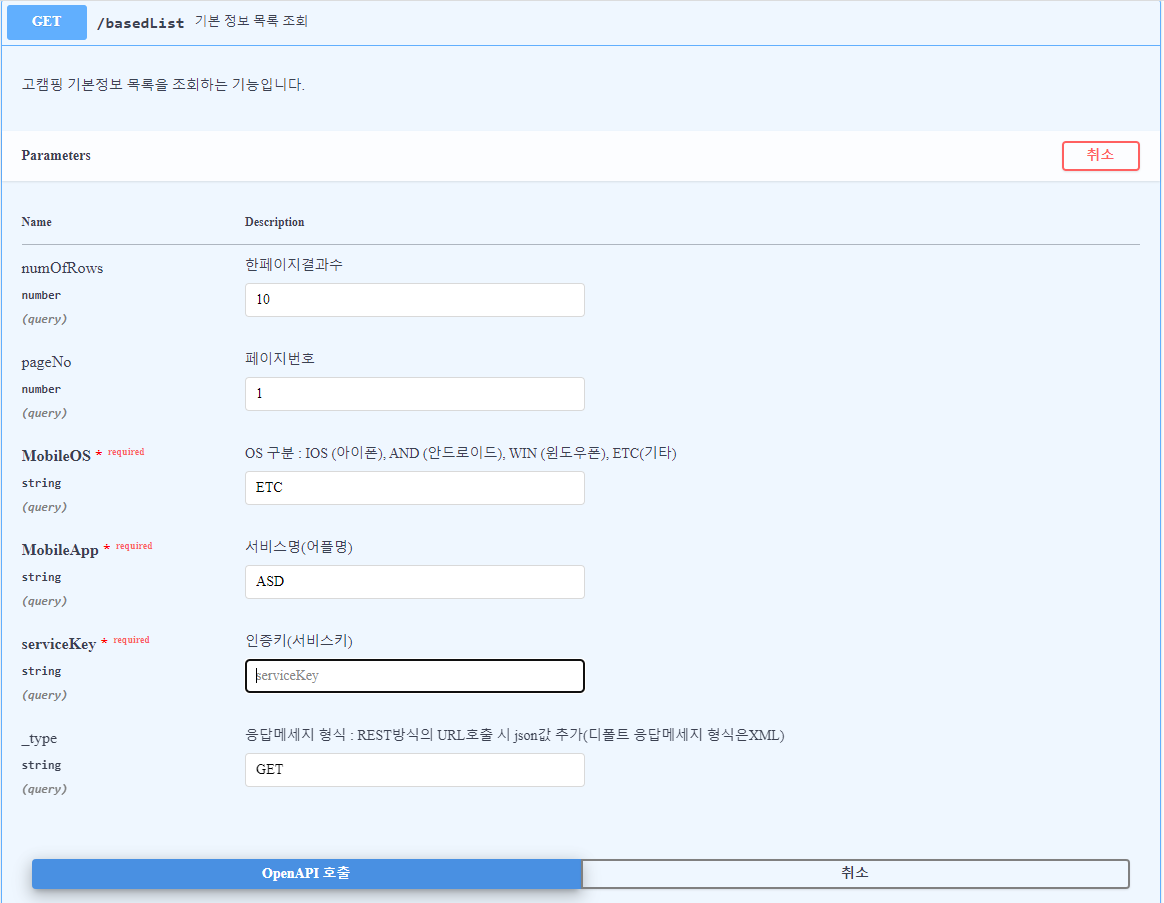 GET /basedList 기본 정보 목록 조회
고캠핑 기본정보 목록을 조회하는 기능입니다.
Parameters 취소
Name Description
numOfRows 한페이지결과수
number 10
(query)
pageNo 페이지번호
number 1
(query)
MobileOS * required OS 구분 : IOS (아이폰), AND (안드로이드), WIN (윈도우폰), ETC(기타)
string ETC
(query)
MobileApp * required 서비스명(어플명)
string ASD
(query)
serviceKey * required 인증키(서비스키)
string serviceKey
(query)
_type 응답메세지 형식 : REST방식의 URL호출 시 json값 추가(디폴트 응답메세지 형식은XML)
string GET
(query)
OpenAPI 호출 취소